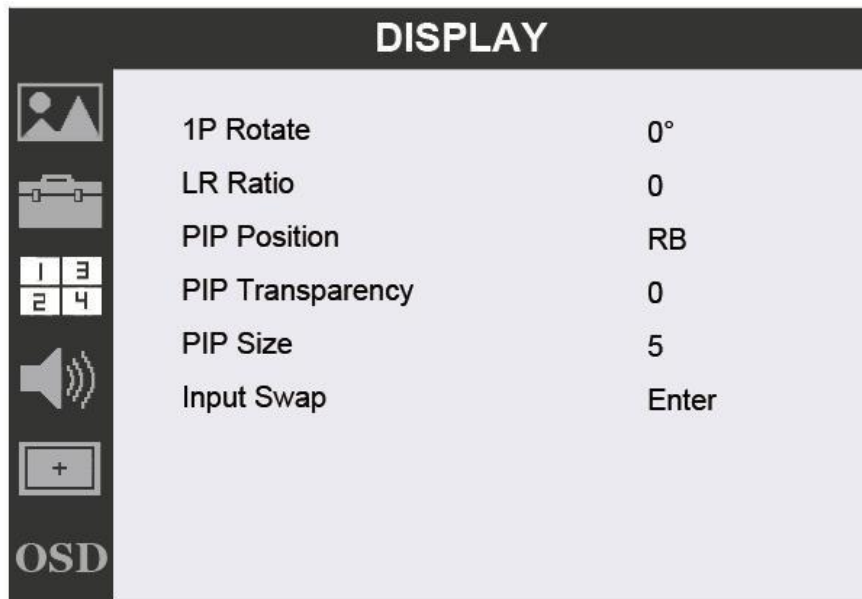 DISPLAY
1P Rotate 0°
LR Ratio 0
PIP Position RB
PIP Transparency 0
PIP Size 5
Input Swap Enter
1 3
2 4
OSD